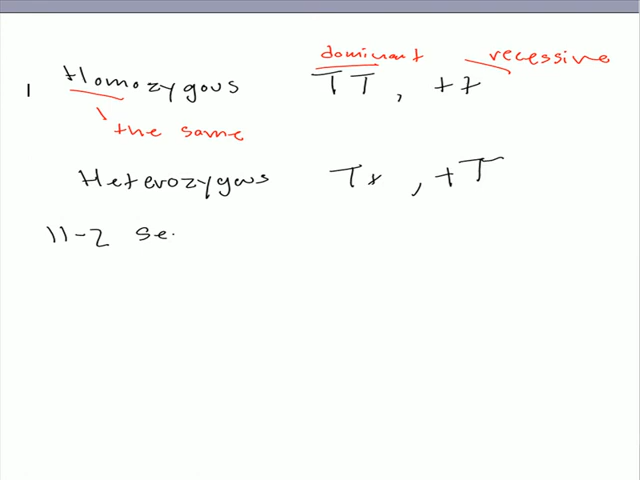 dominant recessive
1 Homozygous TT, tt
the same
Heterozygous Tt, tT
11-2 se